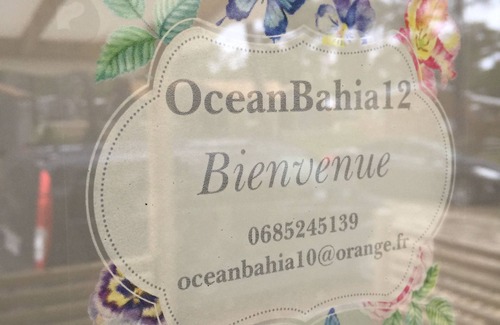 OceanBahia12
Bienvenue
0685245139
oceanbahia10@orange.fr